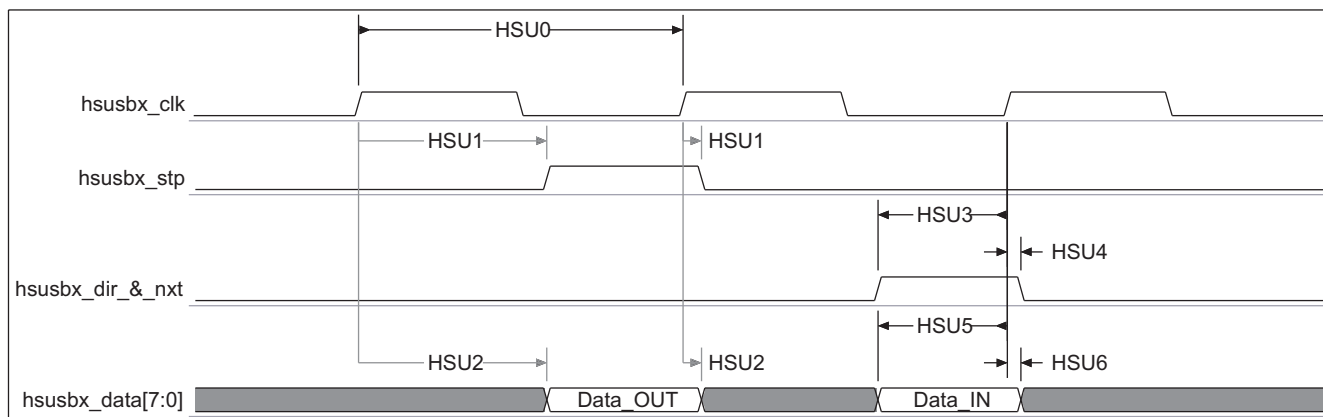 HSU0
hsusbx_clk
HSU1 HSU1
hsusbx_stp
HSU3
HSU4
hsusbx_dir_&_nxt
HSU5
HSU2 HSU2 HSU6
hsusbx_data[7:0] Data_OUT Data_IN